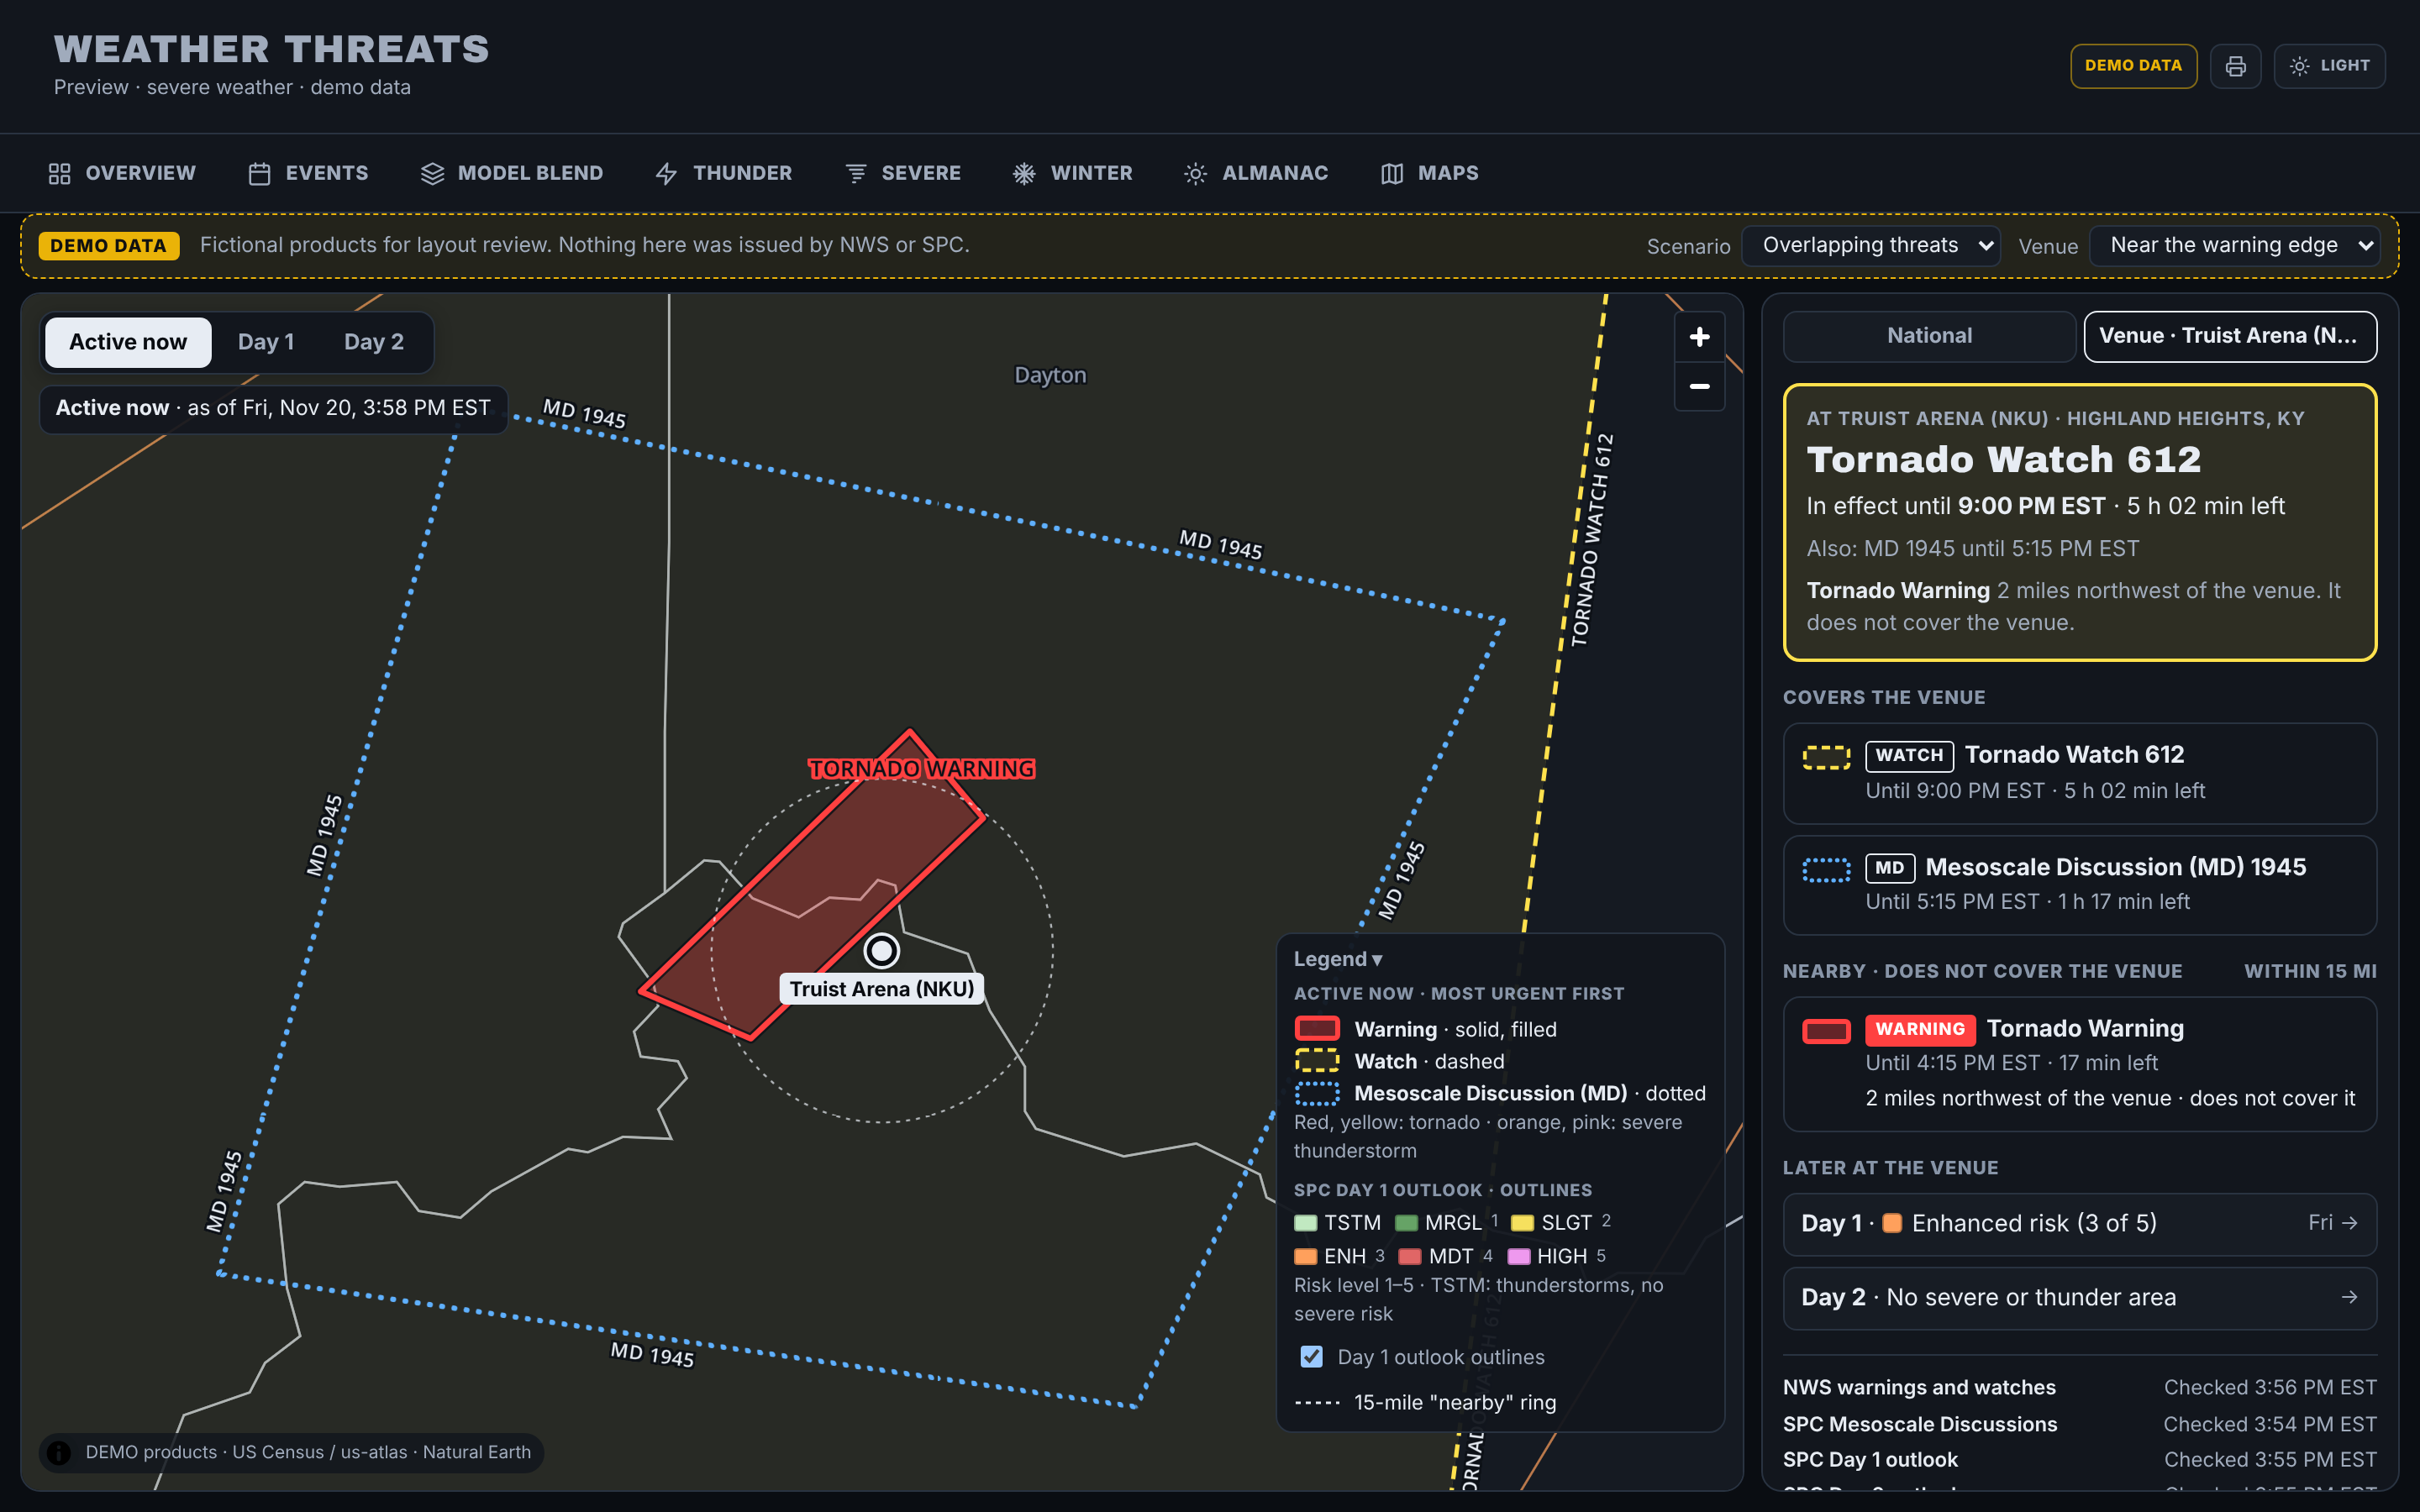 WEATHER THREATS
Preview · severe weather · demo data
DEMO DATA
LIGHT
OVERVIEW
EVENTS
MODEL BLEND
THUNDER
SEVERE
WINTER
ALMANAC
MAPS
DEMO DATA
Fictional products for layout review. Nothing here was issued by NWS or SPC.
Scenario
Overlapping threats
Venue
Near the warning edge
Active now
Day 1
Day 2
Active now · as of Fri, Nov 20, 3:58 PM EST
Dayton
MD 1945
MD 1945
TORNADO WATCH 612
TORNADO WARNING
MD 1945
MD 1945
MD 1945
MD 1945
Truist Arena (NKU)
+
−
Legend ▾
ACTIVE NOW · MOST URGENT FIRST
Warning · solid, filled
Watch · dashed
Mesoscale Discussion (MD) · dotted
Red, yellow: tornado · orange, pink: severe
thunderstorm
SPC DAY 1 OUTLOOK · OUTLINES
TSTM MRGL 1 SLGT 2
ENH 3 MDT 4 HIGH 5
Risk level 1–5 · TSTM: thunderstorms, no
severe risk
Day 1 outlook outlines
15-mile "nearby" ring
DEMO products · US Census / us-atlas · Natural Earth
National
Venue · Truist Arena (N...
AT TRUIST ARENA (NKU) · HIGHLAND HEIGHTS, KY
Tornado Watch 612
In effect until 9:00 PM EST · 5 h 02 min left
Also: MD 1945 until 5:15 PM EST
Tornado Warning 2 miles northwest of the venue. It
does not cover the venue.
COVERS THE VENUE
WATCH Tornado Watch 612
Until 9:00 PM EST · 5 h 02 min left
MD Mesoscale Discussion (MD) 1945
Until 5:15 PM EST · 1 h 17 min left
NEARBY · DOES NOT COVER THE VENUE
WITHIN 15 MI
WARNING Tornado Warning
Until 4:15 PM EST · 17 min left
2 miles northwest of the venue · does not cover it
LATER AT THE VENUE
Day 1 · Enhanced risk (3 of 5) Fri →
Day 2 · No severe or thunder area →
NWS warnings and watches Checked 3:56 PM EST
SPC Mesoscale Discussions Checked 3:54 PM EST
SPC Day 1 outlook Checked 3:55 PM EST